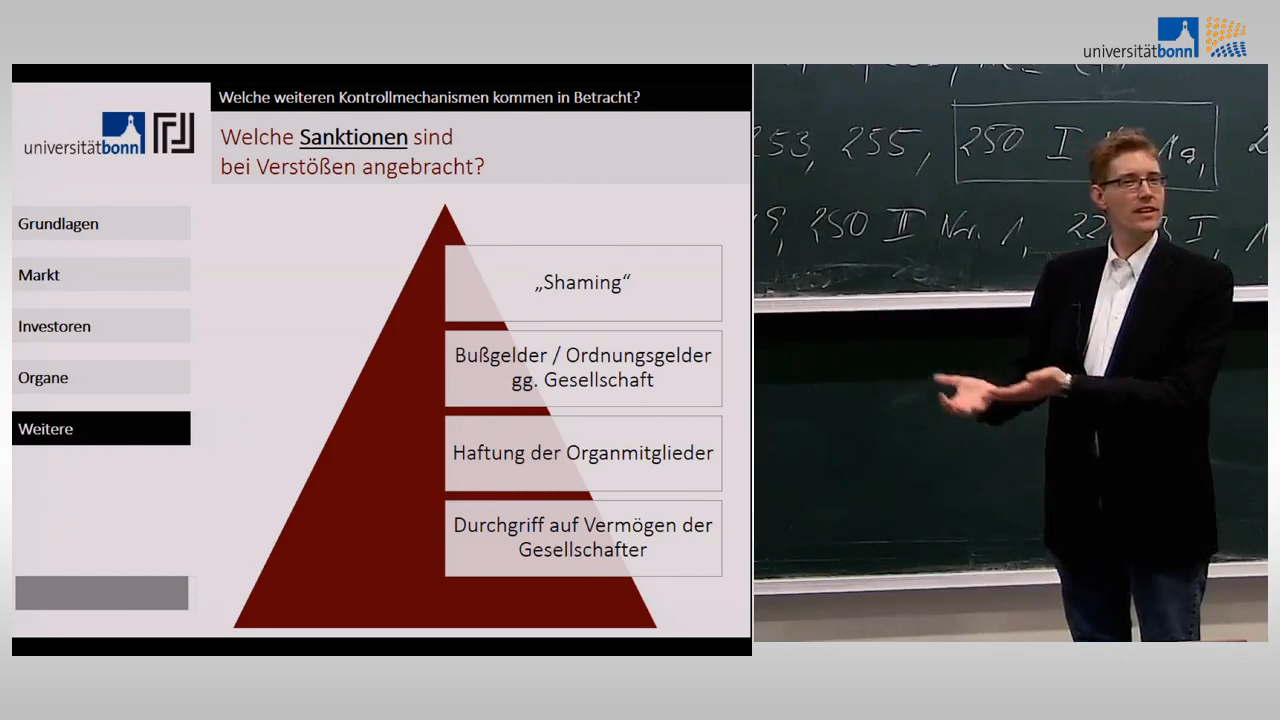 universitätbonn
Welche weiteren Kontrollmechanismen kommen in Betracht?
universitätbonn
Welche Sanktionen sind
bei Verstößen angebracht?
Grundlagen
Markt
Investoren
Organe
Weitere
„Shaming“
Bußgelder / Ordnungsgelder
gg. Gesellschaft
Haftung der Organmitglieder
Durchgriff auf Vermögen der
Gesellschafter
253, 255, 250 I
250 II Nr. 1,